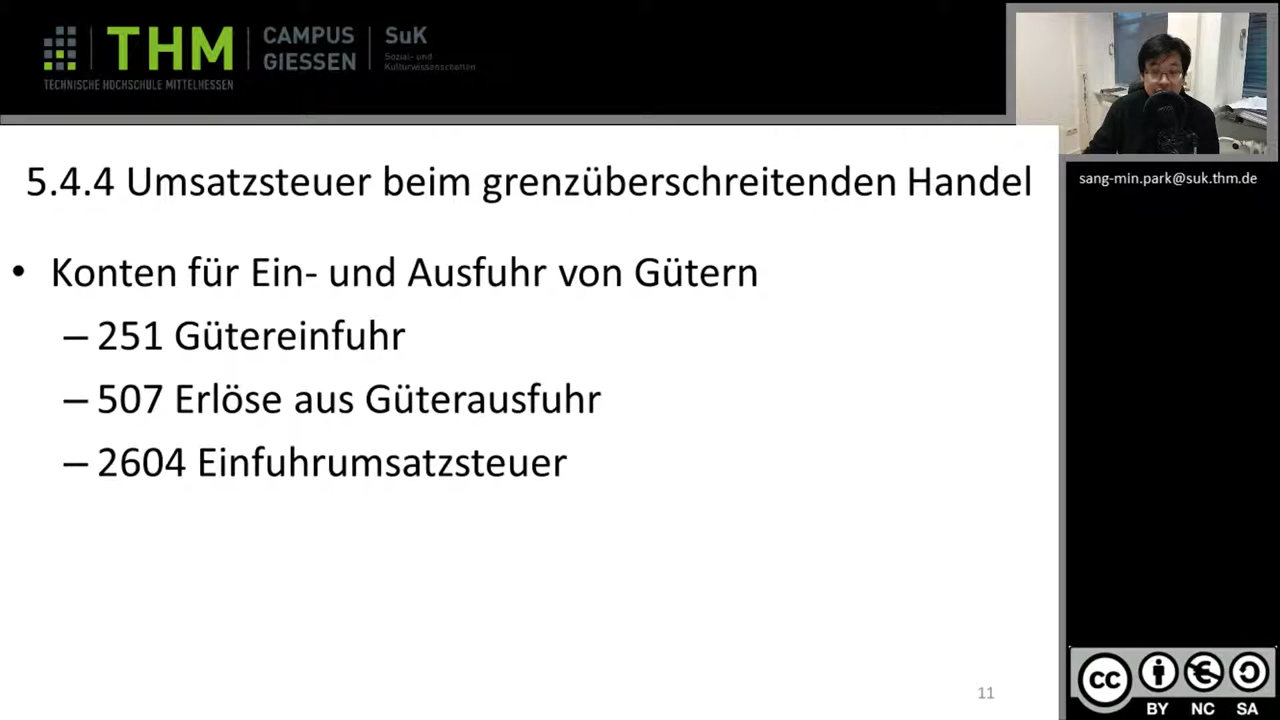 THM
CAMPUS
GIESSEN
SuK
Sozial- und
Kulturwissenschaften
TECHNISCHE HOCHSCHULE MITTELHESSEN
sang-min.park@suk.thm.de
5.4.4 Umsatzsteuer beim grenzüberschreitenden Handel
• Konten für Ein- und Ausfuhr von Gütern
– 251 Gütereinfuhr
– 507 Erlöse aus Güterausfuhr
– 2604 Einfuhrumsatzsteuer
11
cc
BY NC SA